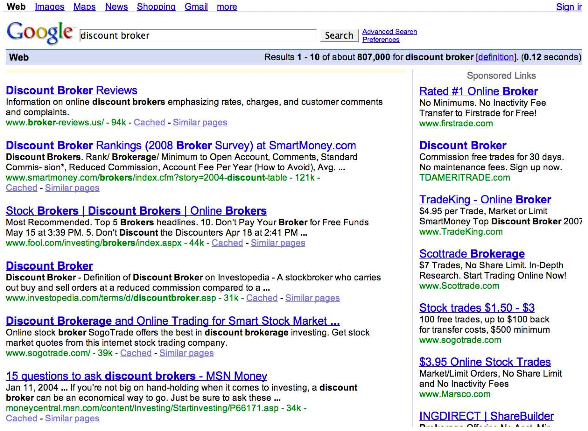 Web Images Maps News Shopping Gmail more Sign in
Google discount broker Search Advanced Search
Preferences
Web Results 1 - 10 of about 807,000 for discount broker [definition]. (0.12 seconds)
Discount Broker Reviews
Information on online discount brokers emphasizing rates, charges, and customer comments
and complaints.
www.broker-reviews.us/ - 94k - Cached - Similar pages
Discount Broker Rankings (2008 Broker Survey) at SmartMoney.com
Discount Brokers. Rank/ Brokerage/ Minimum to Open Account, Comments, Standard
Commis- sion*, Reduced Commission, Account Fee Per Year (How to Avoid), Avg. ...
www.smartmoney.com/brokers/index.cfm?story=2004-discount-table - 121k -
Cached - Similar pages
Stock Brokers | Discount Brokers | Online Brokers
Most Recommended. Top 5 Brokers headlines. 10. Don't Pay Your Broker for Free Funds
May 15 at 3:39 PM. 5. Don't Discount the Discounters Apr 18 at 2:41 PM ...
www.fool.com/investing/brokers/index.aspx - 44k - Cached - Similar pages
Discount Broker
Discount Broker - Definition of Discount Broker on Investopedia - A stockbroker who carries
out buy and sell orders at a reduced commission compared to a ...
www.investopedia.com/terms/d/discountbroker.asp - 31k - Cached - Similar pages
Discount Brokerage and Online Trading for Smart Stock Market ...
Online stock broker SogoTrade offers the best in discount brokerage investing. Get stock
market quotes from this internet stock trading company.
www.sogotrade.com/ - 39k - Cached - Similar pages
15 questions to ask discount brokers - MSN Money
Jan 11, 2004 ... If you're not big on hand-holding when it comes to investing, a discount
broker can be an economical way to go. Just be sure to ask these ...
moneycentral.msn.com/content/Investing/Startinvesting/P66171.asp - 34k -
Cached - Similar pages
Sponsored Links
Rated #1 Online Broker
No Minimums. No Inactivity Fee
Transfer to Firstrade for Free!
www.firstrade.com
Discount Broker
Commission free trades for 30 days.
No maintenance fees. Sign up now.
TDAMERITRADE.com
TradeKing - Online Broker
$4.95 per Trade, Market or Limit
SmartMoney Top Discount Broker 2007
www.TradeKing.com
Scottrade Brokerage
$7 Trades, No Share Limit. In-Depth
Research. Start Trading Online Now!
www.Scottrade.com
Stock trades $1.50 - $3
100 free trades, up to $100 back
for transfer costs, $500 minimum
www.sogotrade.com
$3.95 Online Stock Trades
Market/Limit Orders, No Share Limit
and No Inactivity Fees
www.Marsco.com
INGDIRECT | ShareBuilder